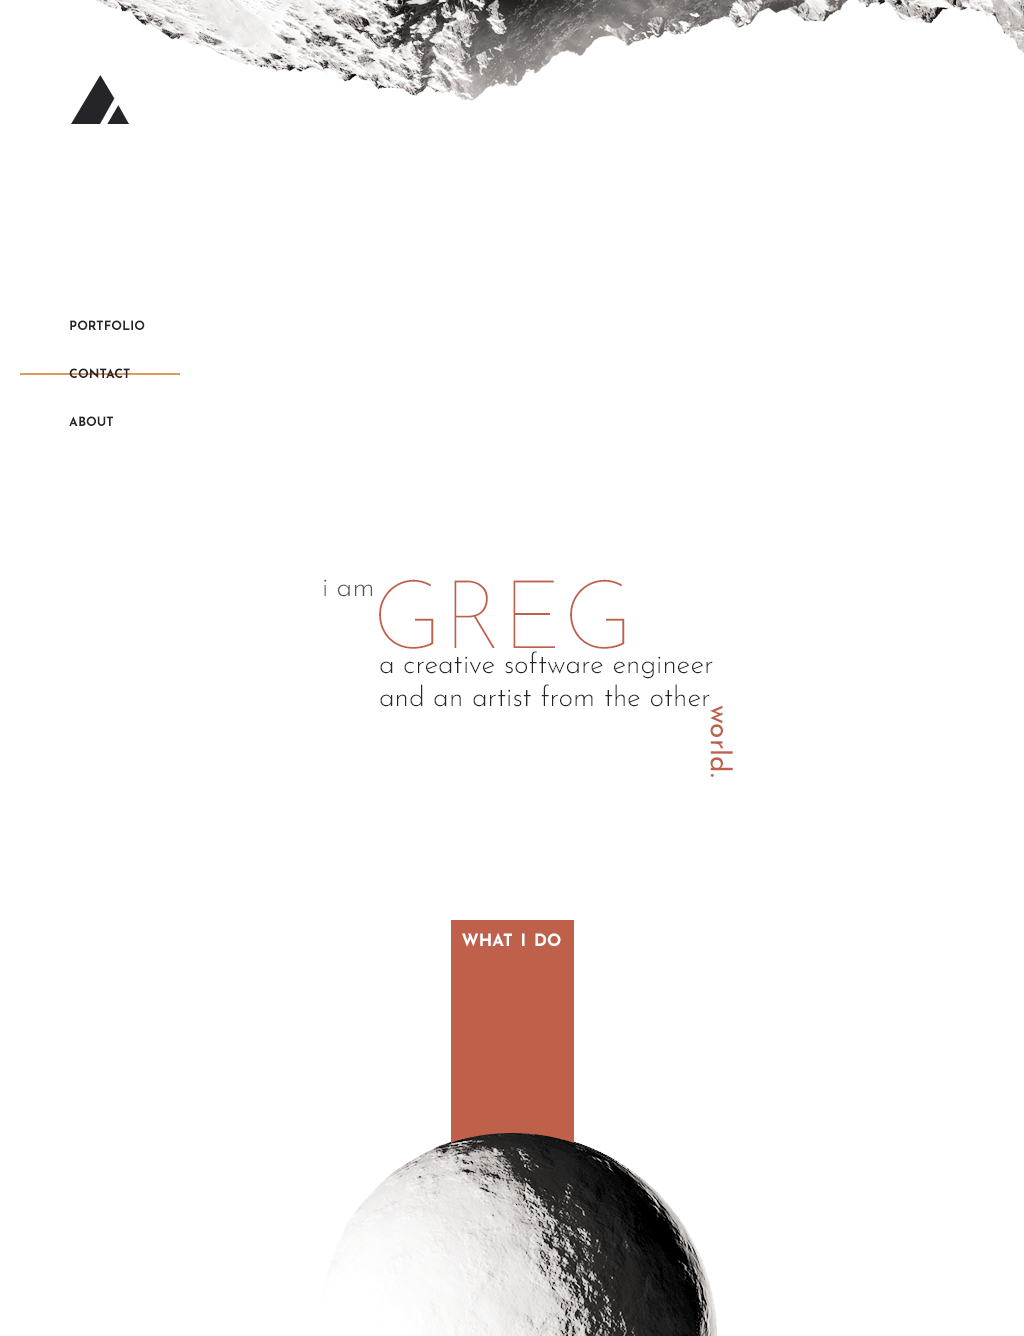 PORTFOLIO
CONTACT
ABOUT
i am GREG
a creative software engineer
and an artist from the other
world.
WHAT I DO